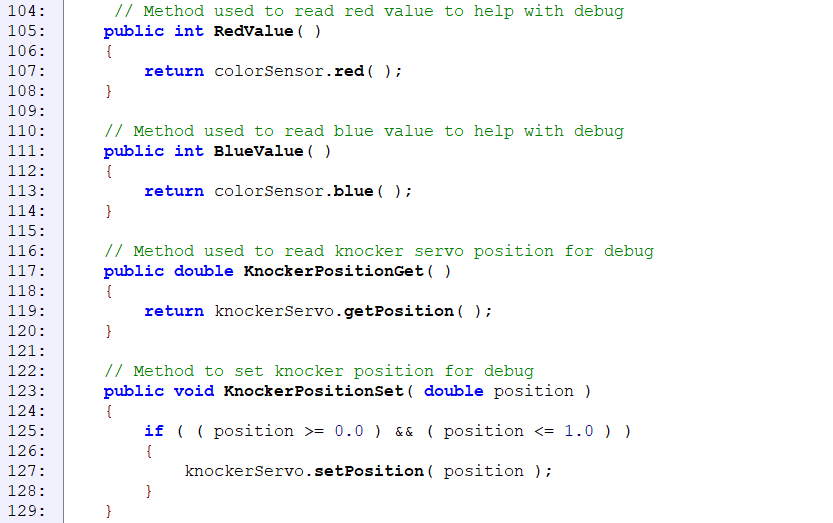 104:       // Method used to read red value to help with debug
105:      public int RedValue( )
106:      {
107:          return colorSensor.red( );
108:      }
109:
110:      // Method used to read blue value to help with debug
111:      public int BlueValue( )
112:      {
113:          return colorSensor.blue( );
114:      }
115:
116:      // Method used to read knocker servo position for debug
117:      public double KnockerPositionGet( )
118:      {
119:          return knockerServo.getPosition( );
120:      }
121:
122:      // Method to set knocker position for debug
123:      public void KnockerPositionSet( double position )
124:      {
125:          if ( ( position >= 0.0 ) && ( position <= 1.0 ) )
126:          {
127:              knockerServo.setPosition( position );
128:          }
129:      }